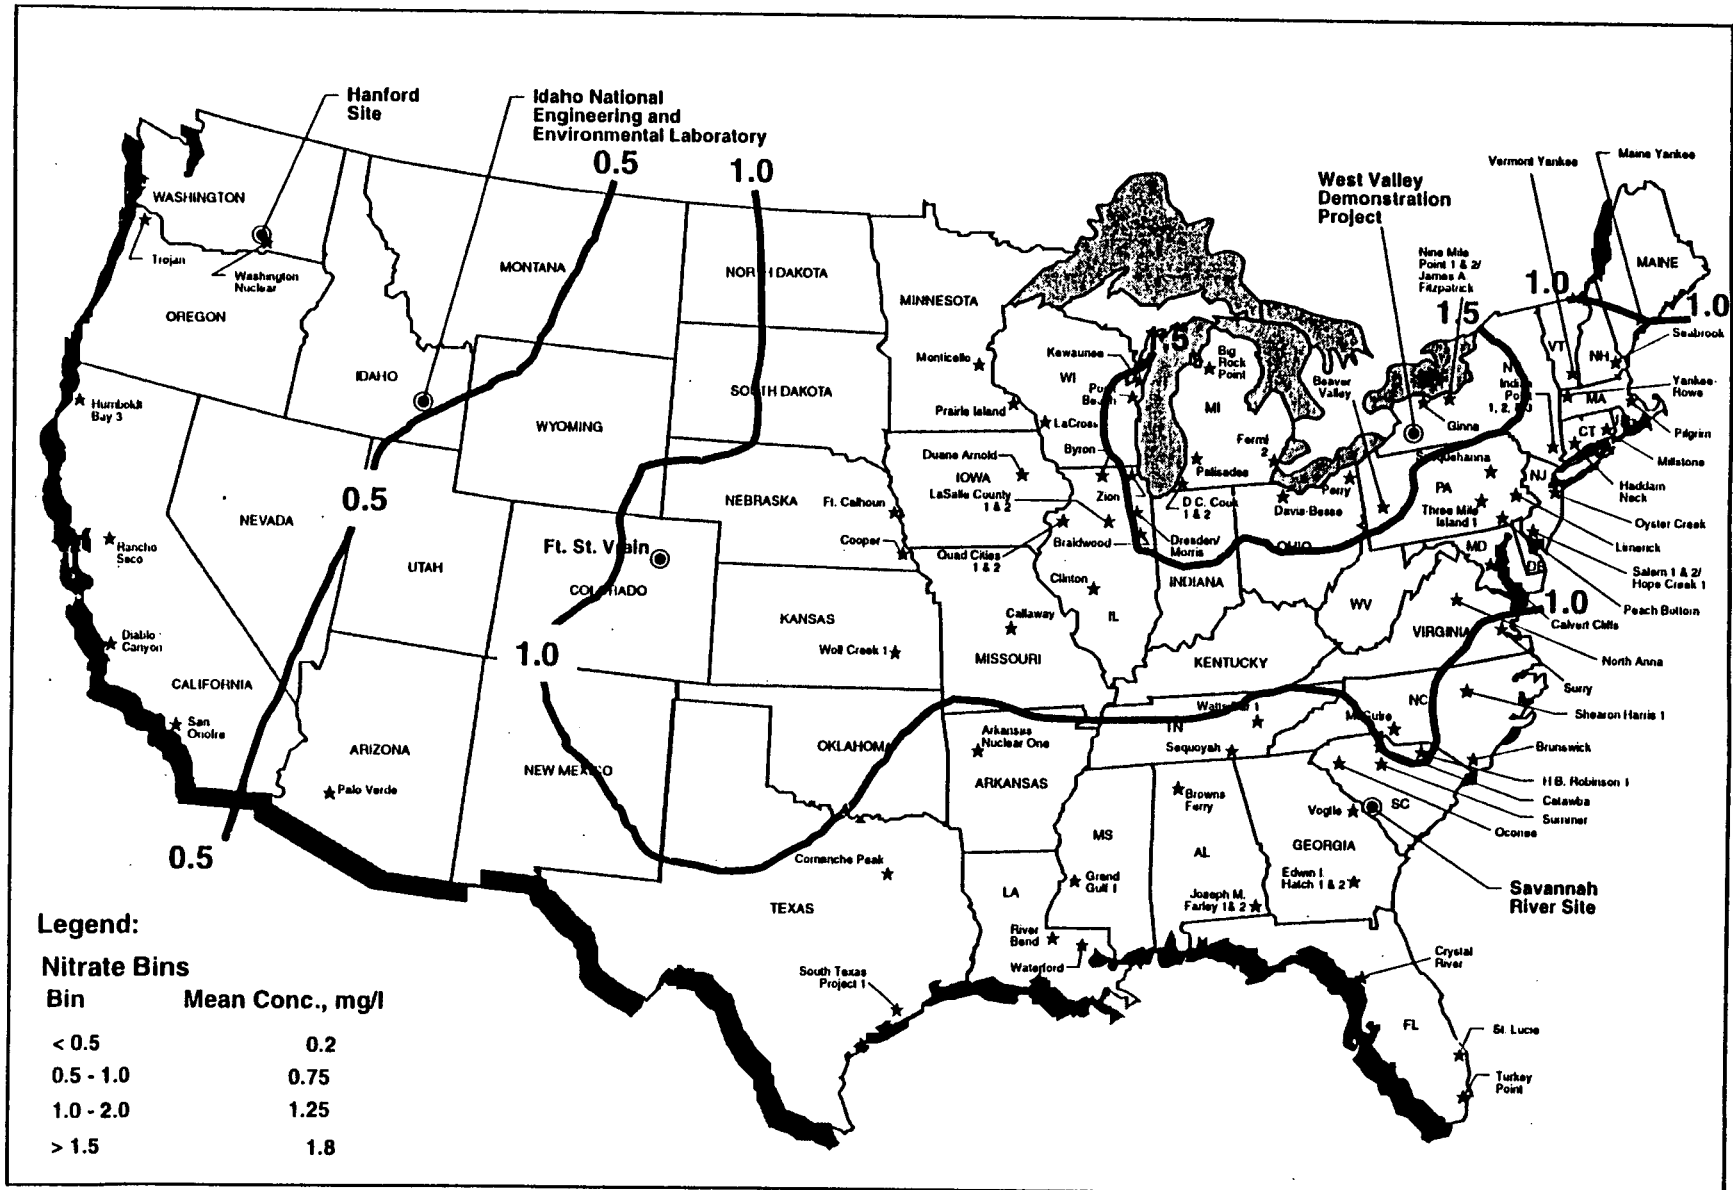 Hanford
Site
Idaho National
Engineering and
Environmental Laboratory
0.5
1.0
West Valley
Demonstration
Project
Vermont Yankee
Maine Yankee
Nine Mile
Point 1 & 2/
James A
Fitzpatrick
1.0
1.5
1.0
Seabrook
WASHINGTON
Trojan
Washington
Nuclear
OREGON
MONTANA
NORTH DAKOTA
MINNESOTA
MAINE
IDAHO
WYOMING
SOUTH DAKOTA
Monticello
Prairie Island
LaCross
Kewaunee
WI
Byron
Big
Rock
Point
MI
Fermi
2
Palisades
Beaver
Valley
Ginna
VT
NH
MA
CT
Yankee
Rowe
Pilgrim
Millstone
Haddam
Neck
Oyster Creek
Limerick
Salem 1 & 2/
Hope Creek 1
Peach Bottom
Calvert Cliffs
North Anna
Surry
Shearon Harris 1
Brunswick
H.B. Robinson 1
Catawba
Summer
Oconee
Humboldt
Bay 3
NEVADA
0.5
Rancho
Seco
UTAH
Ft. St. Vrain
COLORADO
NEBRASKA
Ft. Calhoun
Cooper
Duane Arnold
IOWA
LaSalle County
1 & 2
Quad Cities
1 & 2
Zion
Braidwood
D.C. Cook
1 & 2
Dresden/
Morris
Davis-Besse
Perry
OHIO
INDIANA
Susquehanna
PA
Three Mile
Island 1
NJ
MD
DE
1.0
Diablo
Canyon
CALIFORNIA
San
Onofre
ARIZONA
Palo Verde
1.0
NEW MEXICO
KANSAS
Wolf Creek 1
Clinton
Callaway
IL
MISSOURI
KENTUCKY
WV
VIRGINIA
NC
McGuire
TN
Sequoyah
OKLAHOMA
Arkansas
Nuclear One
ARKANSAS
Browns
Ferry
MS
AL
Vogtle
SC
GEORGIA
Edwin I.
Hatch 1 & 2
Joseph M.
Farley 1& 2
Savannah
River Site
Comanche Peak
TEXAS
LA
Grand
Gulf 1
River
Bend
Waterford
South Texas
Project 1
Crystal
River
FL
St. Lucie
Turkey
Point
0.5
Legend:
Nitrate Bins
Bin Mean Conc., mg/l
< 0.5 0.2
0.5 - 1.0 0.75
1.0 - 2.0 1.25
> 1.5 1.8